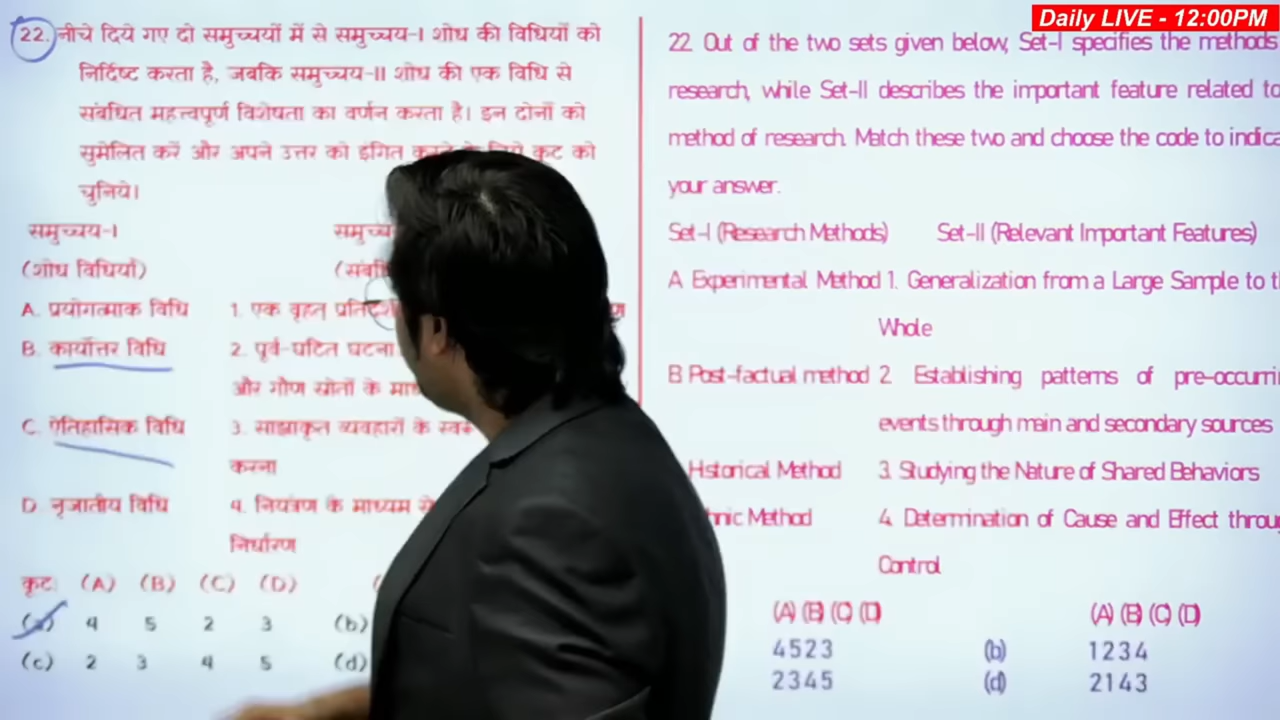 Daily LIVE - 12:00PM
22. नीचे दिये गए दो समुच्चयों में से समुच्चय-I शोध की विधियों को
निर्दिष्ट करता है, जबकि समुच्चय-II शोध की एक विधि से
संबंधित महत्त्वपूर्ण विशेषता का वर्णन करता है। इन दोनों को
सुमेलित करें और अपने उत्तर को इंगित कूट को
चुनिये।
समुच्चय-I
(शोध विधियाँ)
A. प्रयोगत्माक विधि 1. एक वृहत्
B. कार्योत्तर विधि 2. पूर्व-घटित घटना
और गौण स्रोतों के
C. ऐतिहासिक विधि 3. साझाकृत व्यवहारों के
करना
D. नृजातीय विधि 4. नियंत्रण के माध्यम से
निर्धारण
कूट: (A) (B) (C) (D)
(a) 4 5 2 3 (b)
(c) 2 3 4 5 (d)
22. Out of the two sets given below, Set-I specifies the methods
research, while Set-II describes the important feature related to
method of research. Match these two and choose the code to
your answer.
Set-I (Research Methods) Set-II (Relevant Important Features)
A Experimental Method 1. Generalization from a Large Sample to
Whole
B Post-factual method 2. Establishing patterns of
events through main and secondary sources
Historical Method 3. Studying the Nature of Shared Behaviors
Method 4. Determination of Cause and Effect
Control
(A) (B) (C) (D) (A) (B) (C) (D)
4523 (b) 1234
2345 (d) 2143